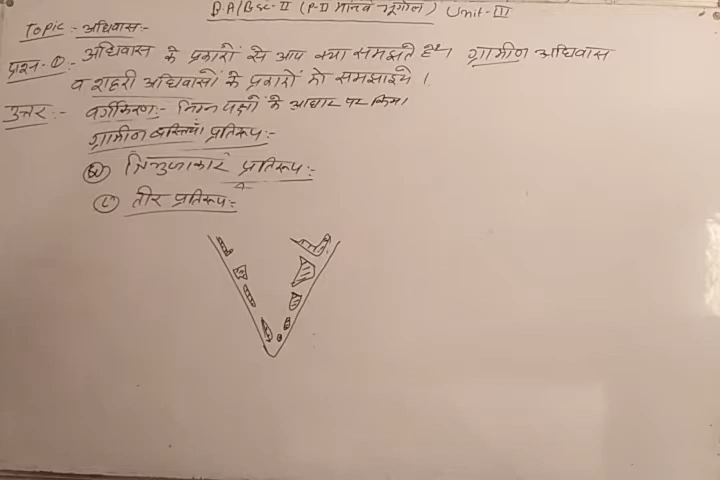 B.A/B.sc-II (P-II मानव भूगोल) Unit-III
Topic:- अधिवास:-
प्रश्न-①:- अधिवास के प्रकारों से आप क्या समझते हैं। ग्रामीण अधिवास
व शहरी अधिवासों के प्रकारों को समझाइये।
उत्तर:- वर्गीकरण:- निम्न पक्षों के आधार पर किया।
ग्रामीण बस्तियां प्रतिरूप:-
त्रिभुजाकार प्रतिरूप:-
तीर प्रतिरूप:-